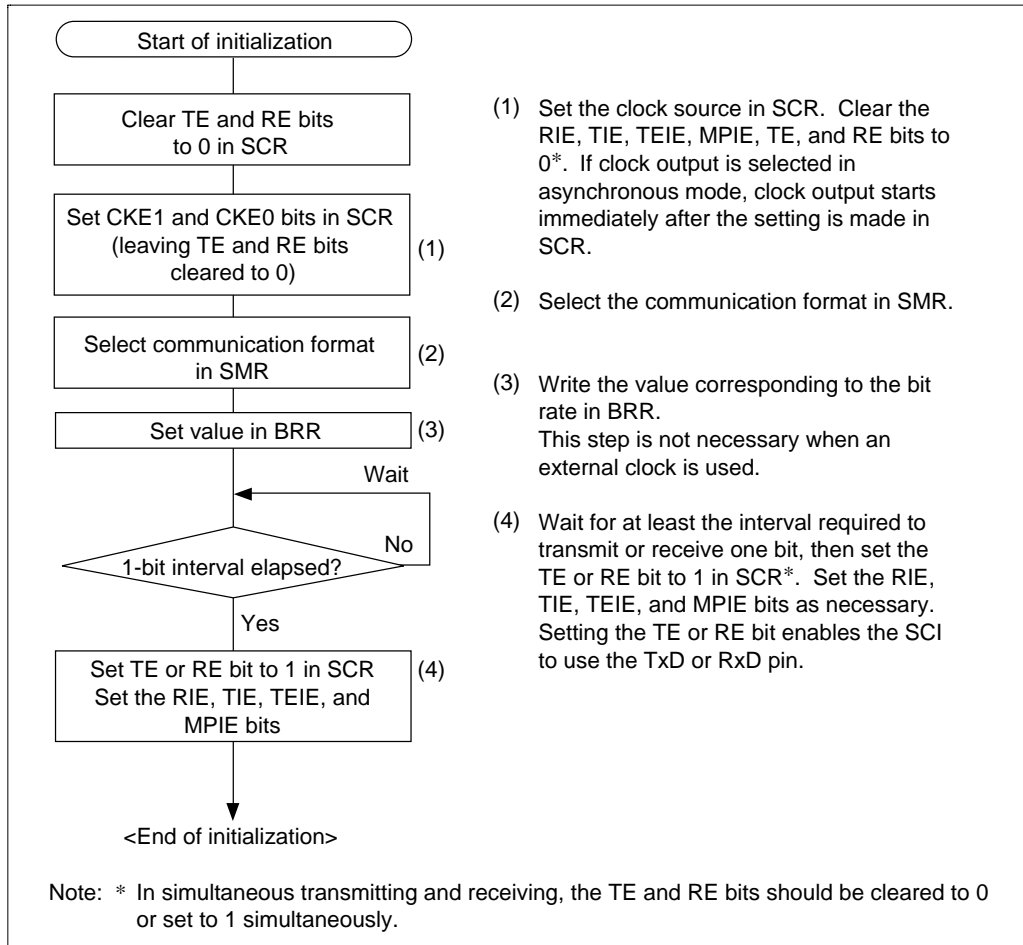 Start of initialization
Clear TE and RE bits
to 0 in SCR
Set CKE1 and CKE0 bits in SCR
(leaving TE and RE bits
cleared to 0)
(1)
Select communication format
in SMR
(2)
Set value in BRR
(3)
Wait
No
1-bit interval elapsed?
Yes
Set TE or RE bit to 1 in SCR
Set the RIE, TIE, TEIE, and
MPIE bits
(4)
<End of initialization>
(1) Set the clock source in SCR. Clear the
RIE, TIE, TEIE, MPIE, TE, and RE bits to
0*. If clock output is selected in
asynchronous mode, clock output starts
immediately after the setting is made in
SCR.
(2) Select the communication format in SMR.
(3) Write the value corresponding to the bit
rate in BRR.
This step is not necessary when an
external clock is used.
(4) Wait for at least the interval required to
transmit or receive one bit, then set the
TE or RE bit to 1 in SCR*. Set the RIE,
TIE, TEIE, and MPIE bits as necessary.
Setting the TE or RE bit enables the SCI
to use the TxD or RxD pin.
Note: * In simultaneous transmitting and receiving, the TE and RE bits should be cleared to 0
or set to 1 simultaneously.